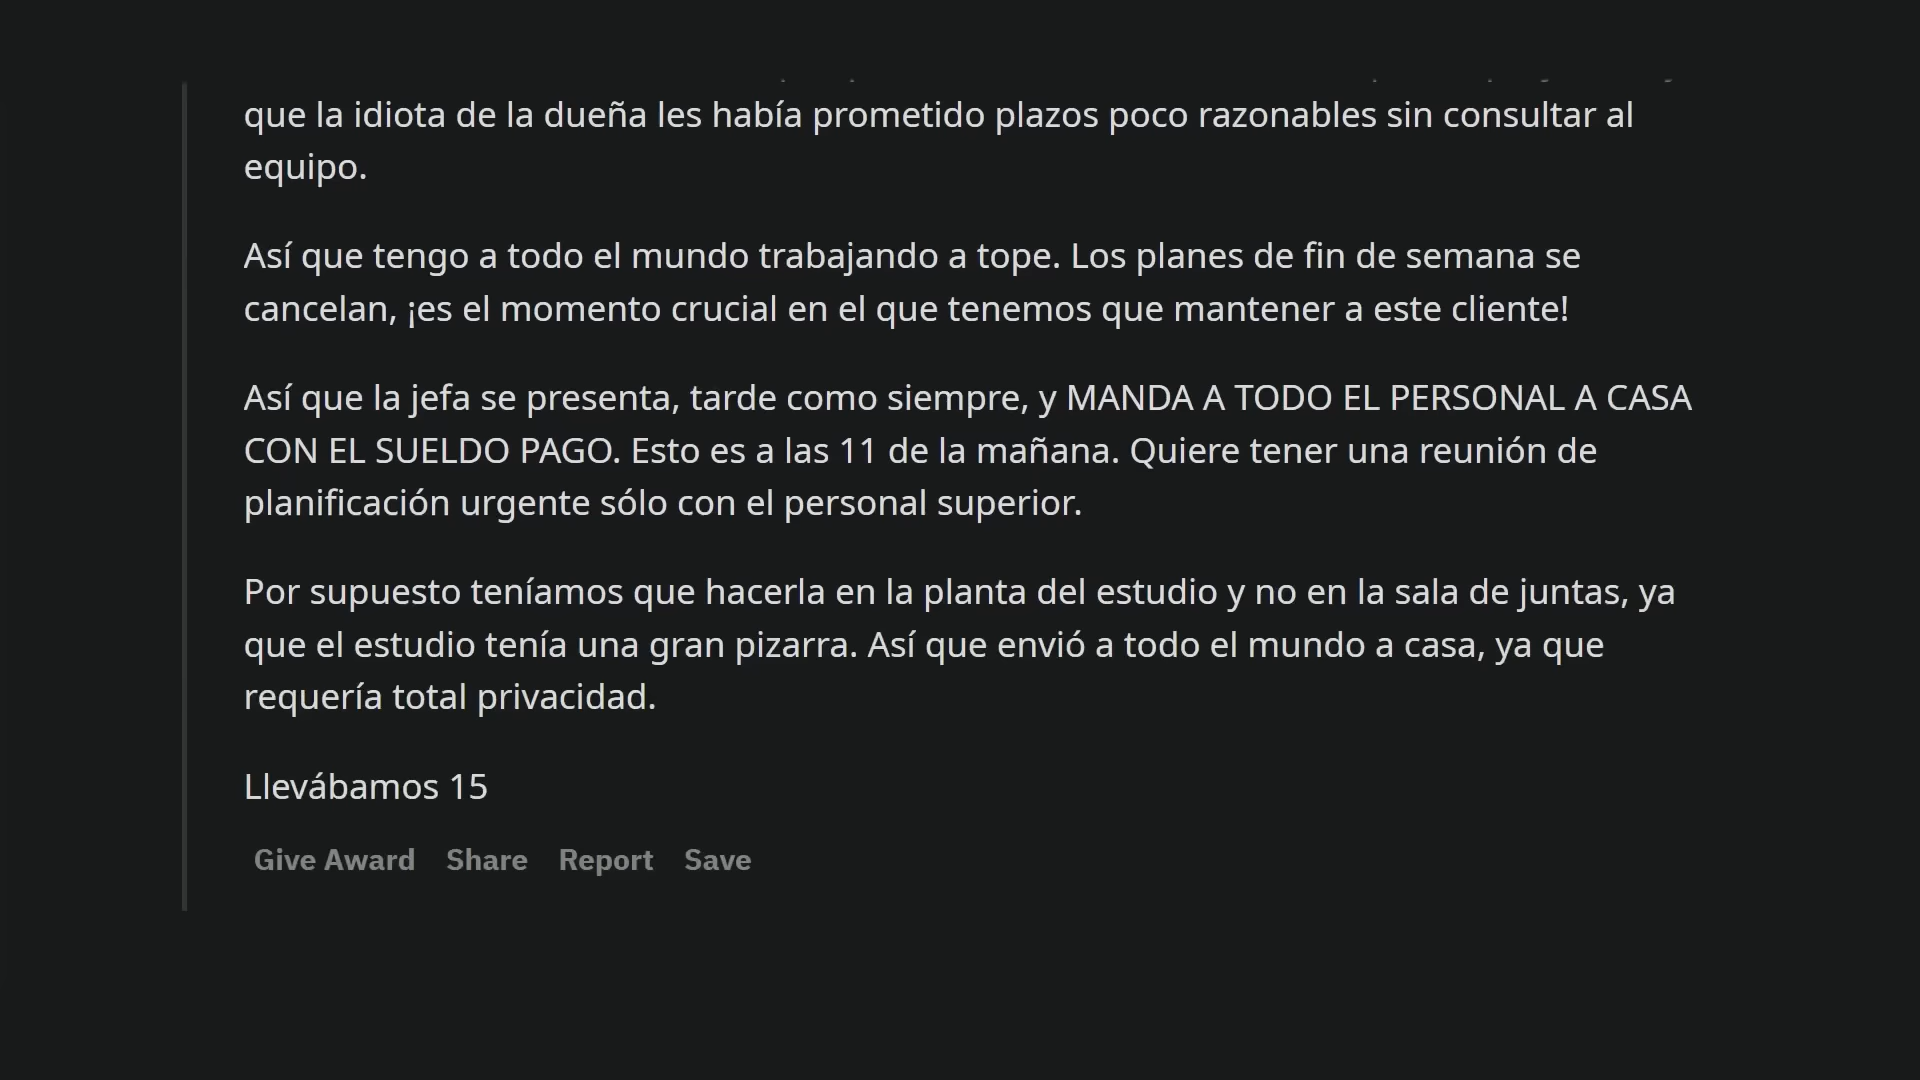 que la idiota de la dueña les había prometido plazos poco razonables sin consultar al
equipo.
Así que tengo a todo el mundo trabajando a tope. Los planes de fin de semana se
cancelan, ¡es el momento crucial en el que tenemos que mantener a este cliente!
Así que la jefa se presenta, tarde como siempre, y MANDA A TODO EL PERSONAL A CASA
CON EL SUELDO PAGO. Esto es a las 11 de la mañana. Quiere tener una reunión de
planificación urgente sólo con el personal superior.
Por supuesto teníamos que hacerla en la planta del estudio y no en la sala de juntas, ya
que el estudio tenía una gran pizarra. Así que envió a todo el mundo a casa, ya que
requería total privacidad.
Llevábamos 15
Give Award Share Report Save